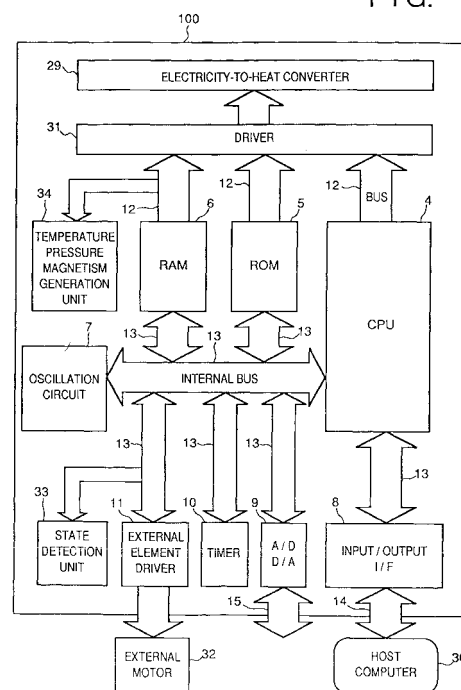 FIG.
100
29
ELECTRICITY-TO-HEAT CONVERTER
31
DRIVER
34
12
6
12
5
12
BUS
4
TEMPERATURE
PRESSURE
MAGNETISM
GENERATION
UNIT
RAM
ROM
CPU
7
13
13
13
OSCILLATION
CIRCUIT
INTERNAL BUS
13
13
13
13
33
11
10
9
8
STATE
DETECTION
UNIT
EXTERNAL
ELEMENT
DRIVER
TIMER
A / D
D / A
INPUT / OUTPUT
I / F
15
14
EXTERNAL
MOTOR
32
HOST
COMPUTER